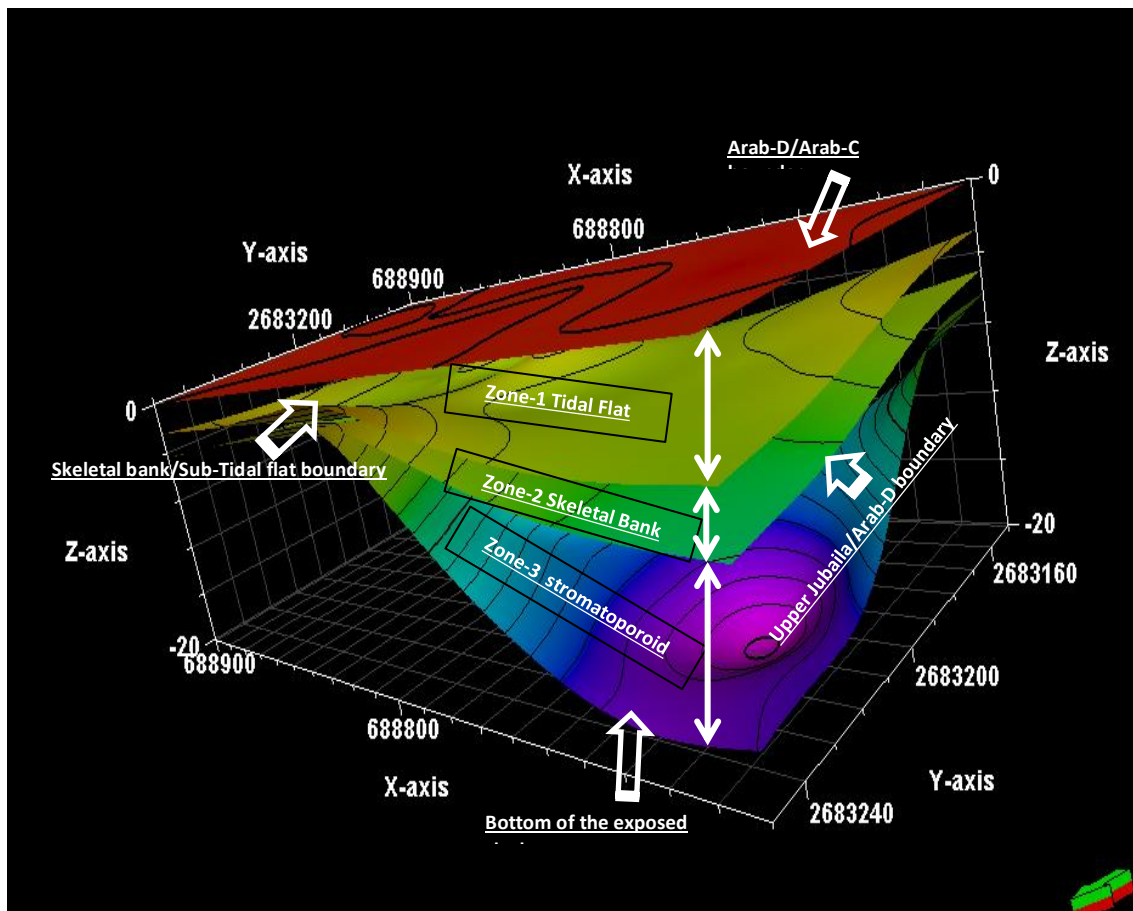 Arab-D/Arab-C
X-axis
0
688800
Y-axis
688900
2683200
Z-axis
0
Zone-1 Tidal Flat
Skeletal bank/Sub-Tidal flat boundary
Zone-2 Skeletal Bank
Upper Jubaila/Arab-D boundary
-20
Z-axis
Zone-3 stromatoporoid
2683160
-20
688900
2683200
688800
Y-axis
X-axis
2683240
Bottom of the exposed